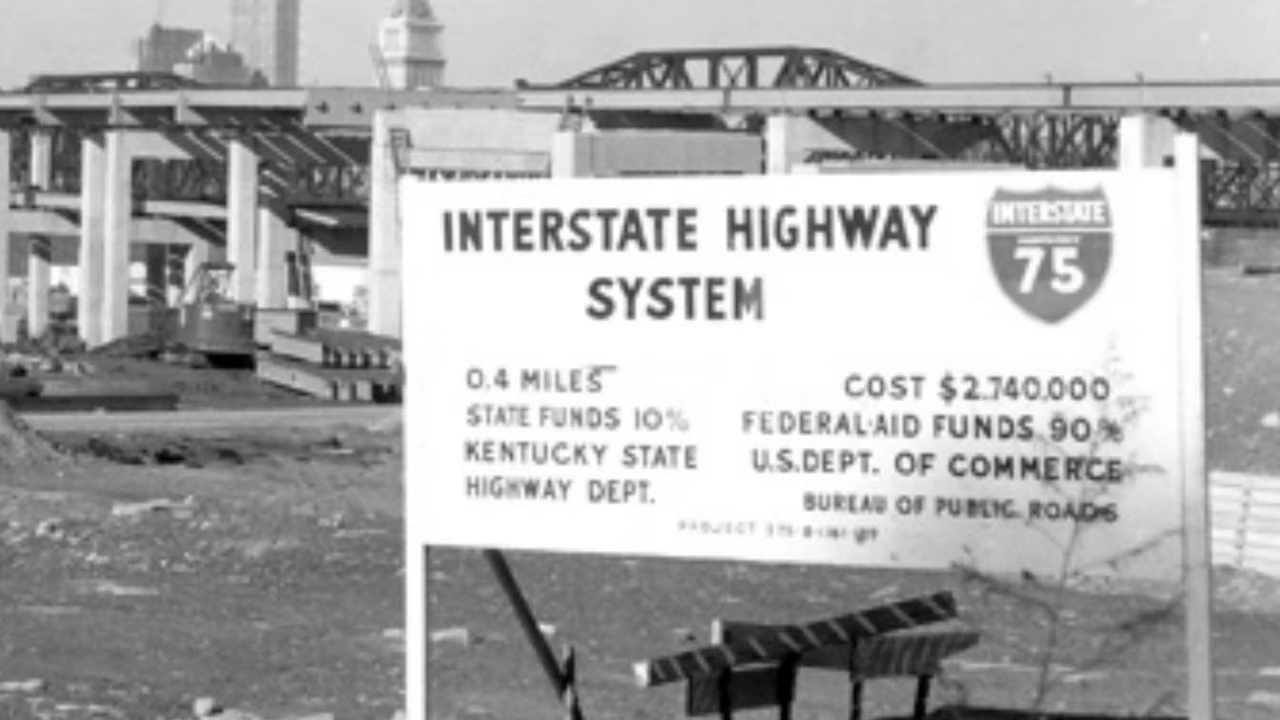 INTERSTATE HIGHWAY
SYSTEM
INTERSTATE
75
0.4 MILES
STATE FUNDS 10%
KENTUCKY STATE
HIGHWAY DEPT.
COST $2.740.000
FEDERAL-AID FUNDS 90%
U.S.DEPT. OF COMMERCE
BUREAU OF PUBLIC ROADS
PROJECT